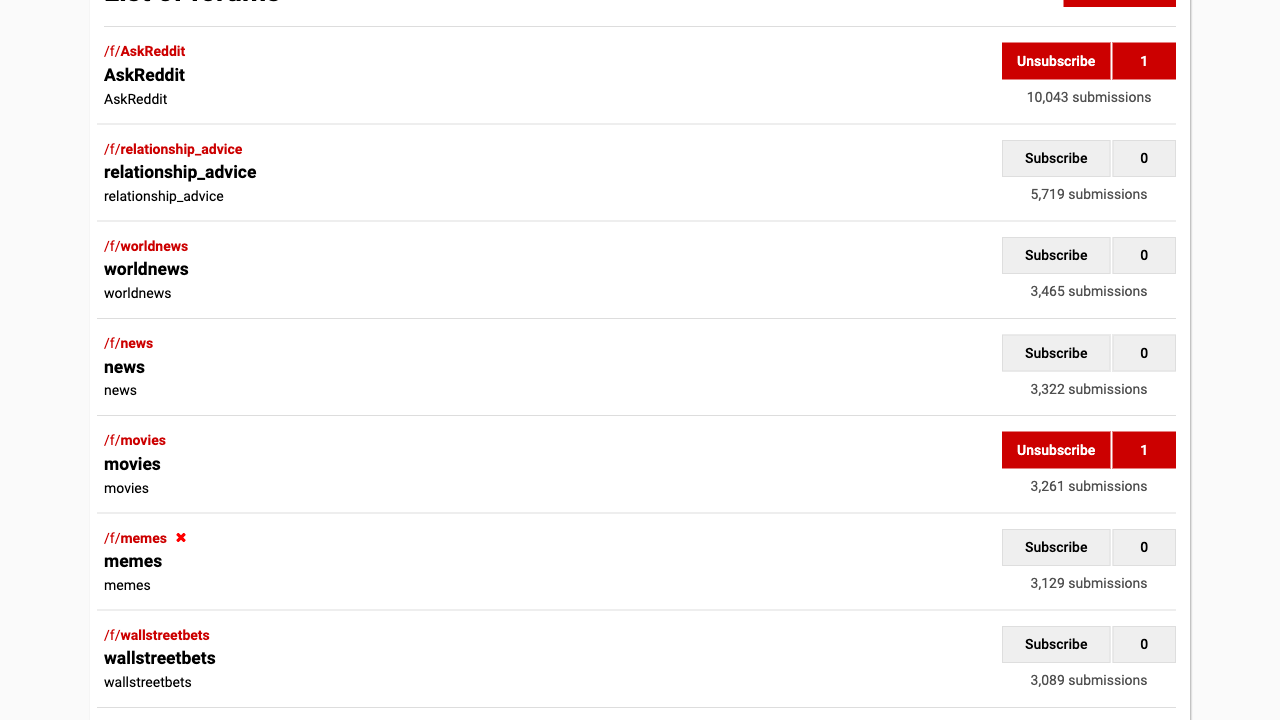 /f/AskReddit
AskReddit
AskReddit
Unsubscribe 1
10,043 submissions
/f/relationship_advice
relationship_advice
relationship_advice
Subscribe 0
5,719 submissions
/f/worldnews
worldnews
worldnews
Subscribe 0
3,465 submissions
/f/news
news
news
Subscribe 0
3,322 submissions
/f/movies
movies
movies
Unsubscribe 1
3,261 submissions
/f/memes
memes
memes
Subscribe 0
3,129 submissions
/f/wallstreetbets
wallstreetbets
wallstreetbets
Subscribe 0
3,089 submissions